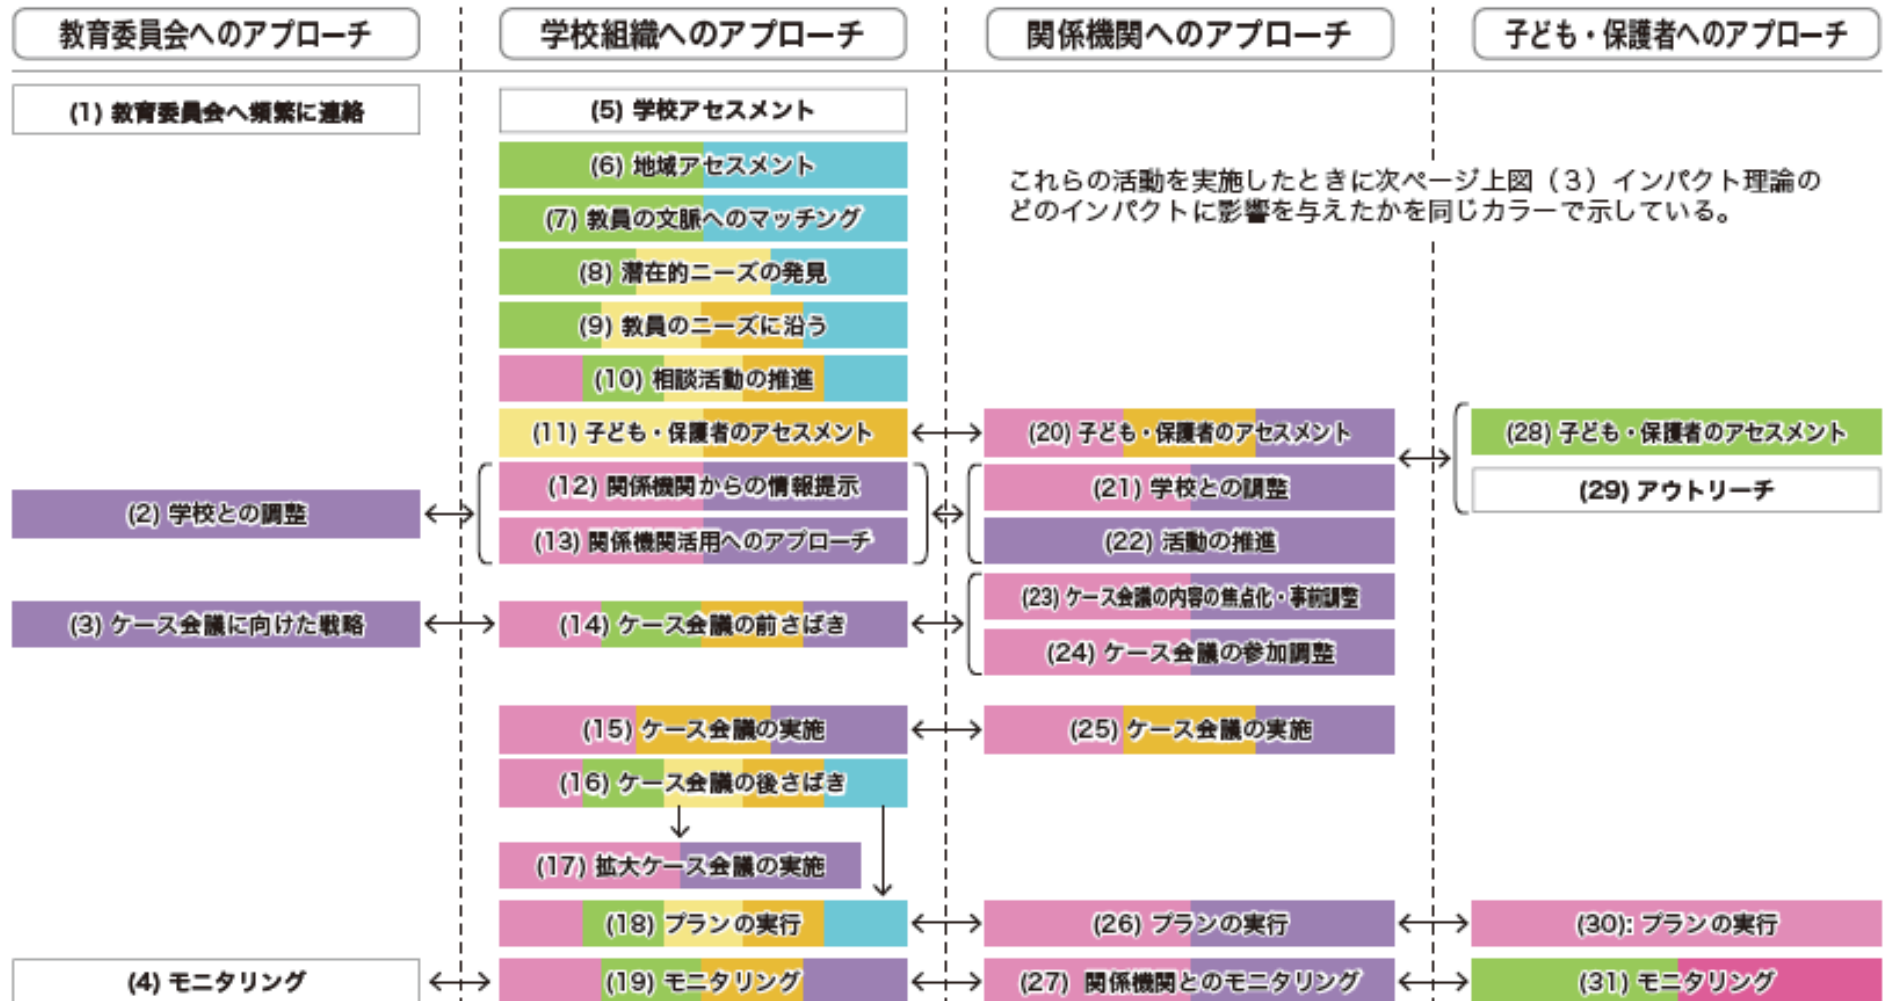 教育委員会へのアプローチ
学校組織へのアプローチ
関係機関へのアプローチ
子ども・保護者へのアプローチ
(1) 教育委員会へ頻繁に連絡
(2) 学校との調整
(3) ケース会議に向けた戦略
(4) モニタリング
(5) 学校アセスメント
(6) 地域アセスメント
(7) 教員の文脈へのマッチング
(8) 潜在的ニーズの発見
(9) 教員のニーズに沿う
(10) 相談活動の推進
(11) 子ども・保護者のアセスメント
(12) 関係機関からの情報提示
(13) 関係機関活用へのアプローチ
(14) ケース会議の前さばき
(15) ケース会議の実施
(16) ケース会議の後さばき
(17) 拡大ケース会議の実施
(18) プランの実行
(19) モニタリング
これらの活動を実施したときに次ページ上図（3）インパクト理論の
どのインパクトに影響を与えたかを同じカラーで示している。
(20) 子ども・保護者のアセスメント
(21) 学校との調整
(22) 活動の推進
(23) ケース会議の内容の焦点化・事前調整
(24) ケース会議の参加調整
(25) ケース会議の実施
(26) プランの実行
(27) 関係機関とのモニタリング
(28) 子ども・保護者のアセスメント
(29) アウトリーチ
(30): プランの実行
(31) モニタリング